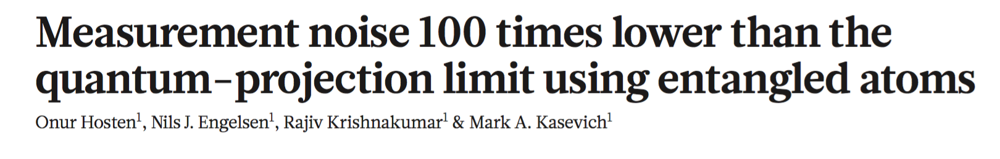 Measurement noise 100 times lower than the
quantum-projection limit using entangled atoms
Onur Hosten¹, Nils J. Engelsen¹, Rajiv Krishnakumar¹ & Mark A. Kasevich¹